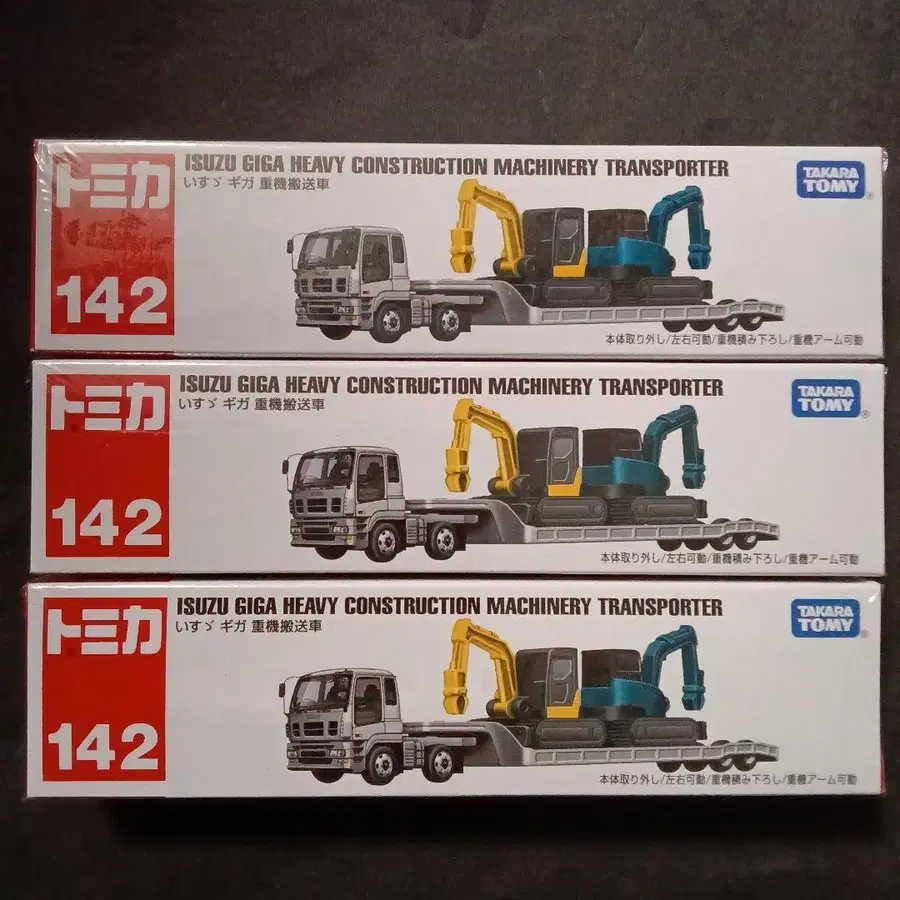 トミカ
142
ISUZU GIGA HEAVY CONSTRUCTION MACHINERY TRANSPORTER
いすゞ ギガ 重機搬送車
TAKARA
TOMY®
本体取り外し/左右可動/重機積み下ろし/重機アーム可動
トミカ
142
ISUZU GIGA HEAVY CONSTRUCTION MACHINERY TRANSPORTER
いすゞ ギガ 重機搬送車
TAKARA
TOMY®
本体取り外し/左右可動/重機積み下ろし/重機アーム可動
トミカ
142
ISUZU GIGA HEAVY CONSTRUCTION MACHINERY TRANSPORTER
いすゞ ギガ 重機搬送車
TAKARA
TOMY®
本体取り外し/左右可動/重機積み下ろし/重機アーム可動